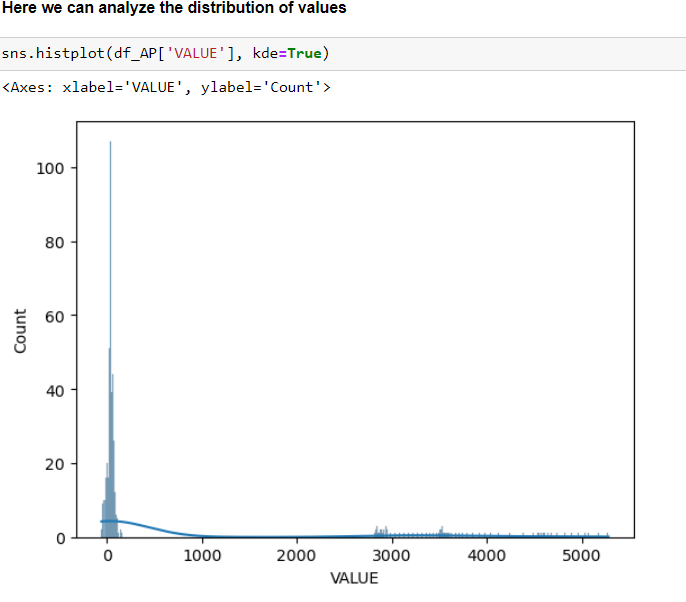 Here we can analyze the distribution of values
sns.histplot(df_AP['VALUE'], kde=True)
<Axes: xlabel='VALUE', ylabel='Count'>
100
80
60
40
20
0
Count
0 1000 2000 3000 4000 5000
VALUE